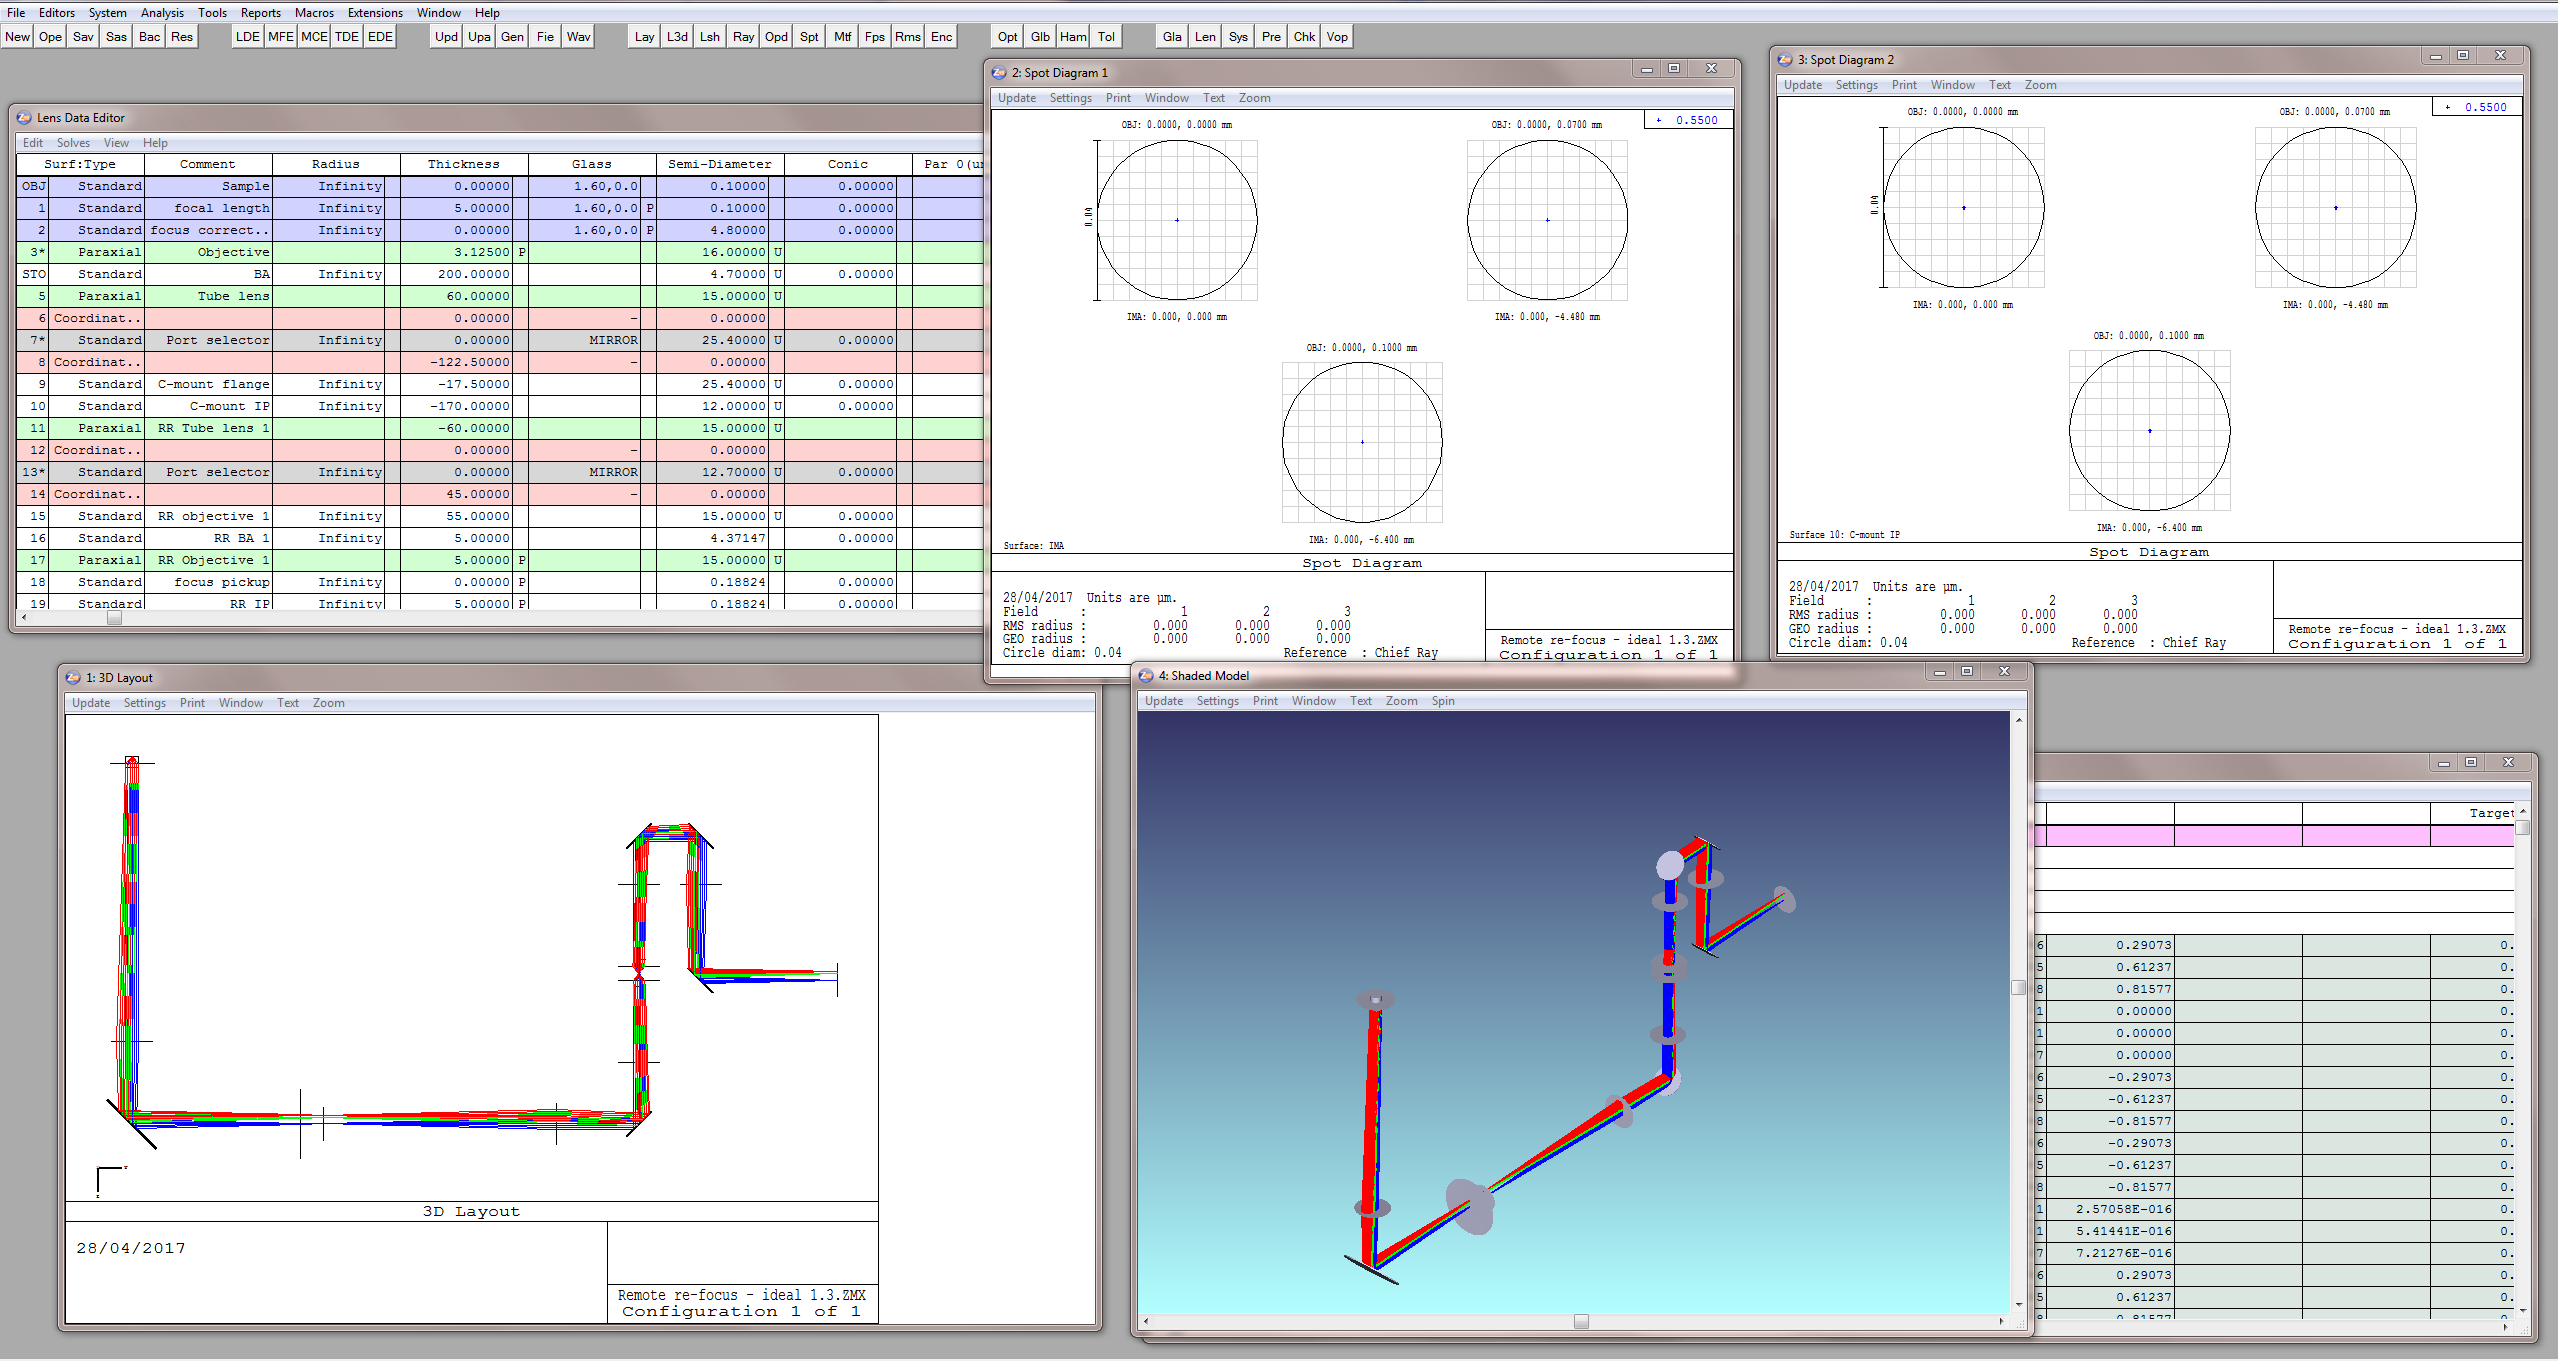 File Editors System Analysis Tools Reports Macros Extensions Window Help
New Ope Sav Sas Bac Res LDE MFE MCE TDE EDE Upd Upa Gen Fie Wav Lay L3d Lsh Ray Opd Spt Mtf Fps Rms Enc Opt Glb Ham Tol Gla Len Sys Pre Chk Vop
Lens Data Editor
Edit Solves View Help
Surf:Type Comment Radius Thickness Glass Semi-Diameter Conic Par 0(un
OBJ Standard Sample Infinity 0.00000 1.60,0.0 0.10000 0.00000
1 Standard focal length Infinity 5.00000 1.60,0.0 P 0.10000 0.00000
2 Standard focus correct.. Infinity 0.00000 1.60,0.0 P 4.80000 0.00000
3* Paraxial Objective 3.12500 P 16.00000 U
STO Standard BA Infinity 200.00000 4.70000 U 0.00000
5 Paraxial Tube lens 60.00000 15.00000 U
6 Coordinat.. 0.00000 - 0.00000
7* Standard Port selector Infinity 0.00000 MIRROR 25.40000 U 0.00000
8 Coordinat.. -122.50000 - 0.00000
9 Standard C-mount flange Infinity -17.50000 25.40000 U 0.00000
10 Standard C-mount IP Infinity -170.00000 12.00000 U 0.00000
11 Paraxial RR Tube lens 1 -60.00000 15.00000 U
12 Coordinat.. 0.00000 - 0.00000
13* Standard Port selector Infinity 0.00000 MIRROR 12.70000 U 0.00000
14 Coordinat.. 45.00000 - 0.00000
15 Standard RR objective 1 Infinity 55.00000 15.00000 U 0.00000
16 Standard RR BA 1 Infinity 5.00000 4.37147 0.00000
17 Paraxial RR Objective 1 5.00000 P 15.00000 U
18 Standard focus pickup Infinity 0.00000 P 0.18824 0.00000
19 Standard RR IP Infinity 5.00000 P 0.18824 0.00000
2: Spot Diagram 1
Update Settings Print Window Text Zoom
+ 0.5500
OBJ: 0.0000, 0.0000 mm OBJ: 0.0000, 0.0700 mm
0.04
IMA: 0.000, 0.000 mm IMA: 0.000, -4.480 mm
OBJ: 0.0000, 0.1000 mm
IMA: 0.000, -6.400 mm
Surface: IMA
Spot Diagram
28/04/2017 Units are µm.
Field : 1 2 3
RMS radius : 0.000 0.000 0.000
GEO radius : 0.000 0.000 0.000
Circle diam: 0.04 Reference : Chief Ray
Remote re-focus - ideal 1.3.ZMX
Configuration 1 of 1
3: Spot Diagram 2
Update Settings Print Window Text Zoom
+ 0.5500
OBJ: 0.0000, 0.0000 mm OBJ: 0.0000, 0.0700 mm
0.04
IMA: 0.000, 0.000 mm IMA: 0.000, -4.480 mm
OBJ: 0.0000, 0.1000 mm
IMA: 0.000, -6.400 mm
Surface 10: C-mount IP
Spot Diagram
28/04/2017 Units are µm.
Field : 1 2 3
RMS radius : 0.000 0.000 0.000
GEO radius : 0.000 0.000 0.000
Circle diam: 0.04 Reference : Chief Ray
Remote re-focus - ideal 1.3.ZMX
Configuration 1 of 1
1: 3D Layout
Update Settings Print Window Text Zoom
3D Layout
28/04/2017
Remote re-focus - ideal 1.3.ZMX
Configuration 1 of 1
4: Shaded Model
Update Settings Print Window Text Zoom Spin
Target
6 0.29073 0.
5 0.61237 0.
8 0.81577 0.
1 0.00000 0.
1 0.00000 0.
7 0.00000 0.
6 -0.29073 0.
5 -0.61237 0.
8 -0.81577 0.
6 -0.29073 0.
5 -0.61237 0.
8 -0.81577 0.
1 2.57058E-016 0.
1 5.41441E-016 0.
7 7.21276E-016 0.
6 0.29073 0.
5 0.61237 0.
8 0.81577 0.